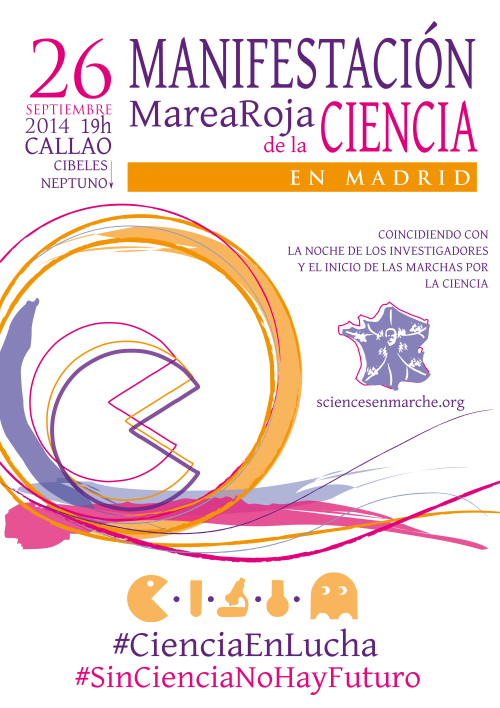 26
SEPTIEMBRE
2014 19h
CALLAO
CIBELES
NEPTUNO
MANIFESTACIÓN
MareaRoja
de la CIENCIA
EN MADRID
COINCIDIENDO CON
LA NOCHE DE LOS INVESTIGADORES
Y EL INICIO DE LAS MARCHAS POR
LA CIENCIA
sciencesenmarche.org
#CienciaEnLucha
#SinCienciaNoHayFuturo